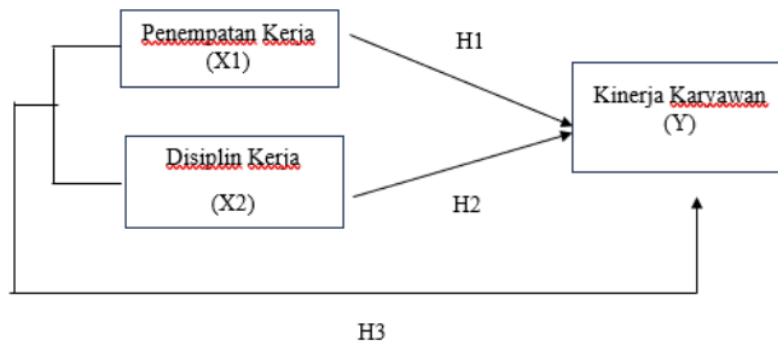 Penempatan Kerja
(X1)
H1
Kinerja Karyawan
(Y)
Disiplin Kerja
(X2)
H2
H3